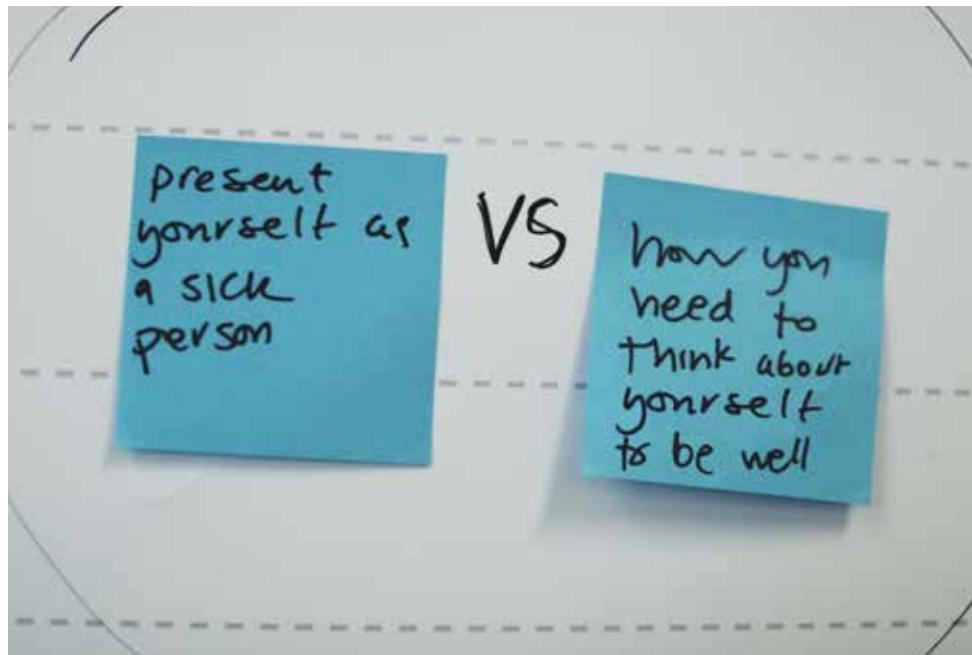 present
yourself as
a sick
person
VS
how you
need to
think about
yourself
to be well